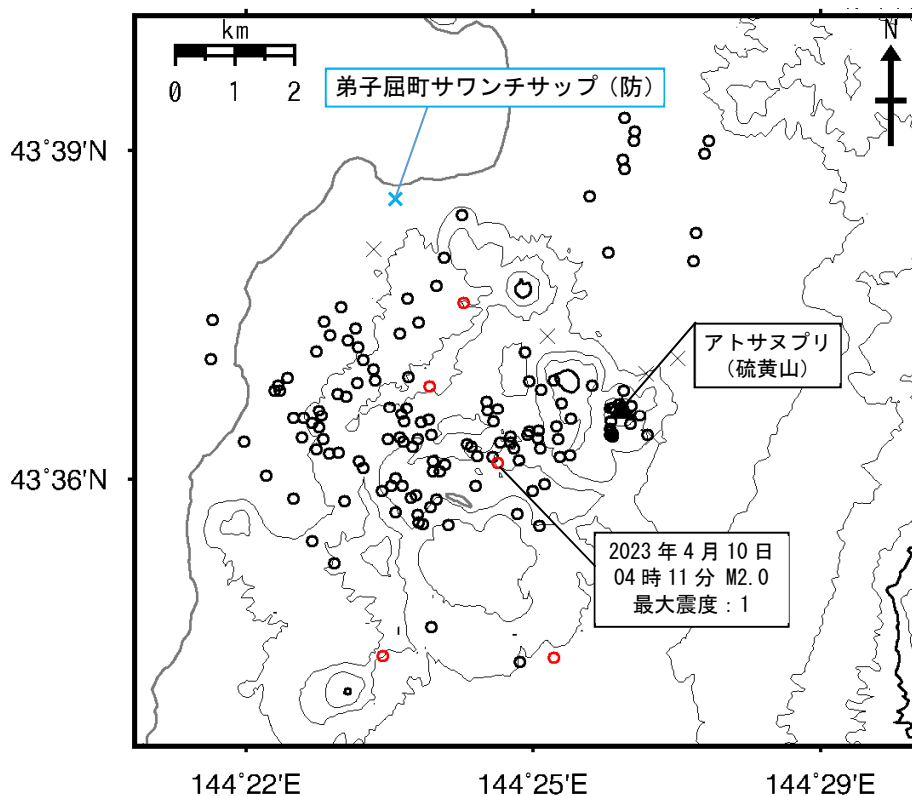 km
0 1 2
N
弟子屈町サワンチサップ（防）
43°39′N
アトサヌプリ
（硫黄山）
43°36′N
2023 年 4 月 10 日
04 時 11 分 M2.0
最大震度：1
144°22′E 144°25′E 144°29′E